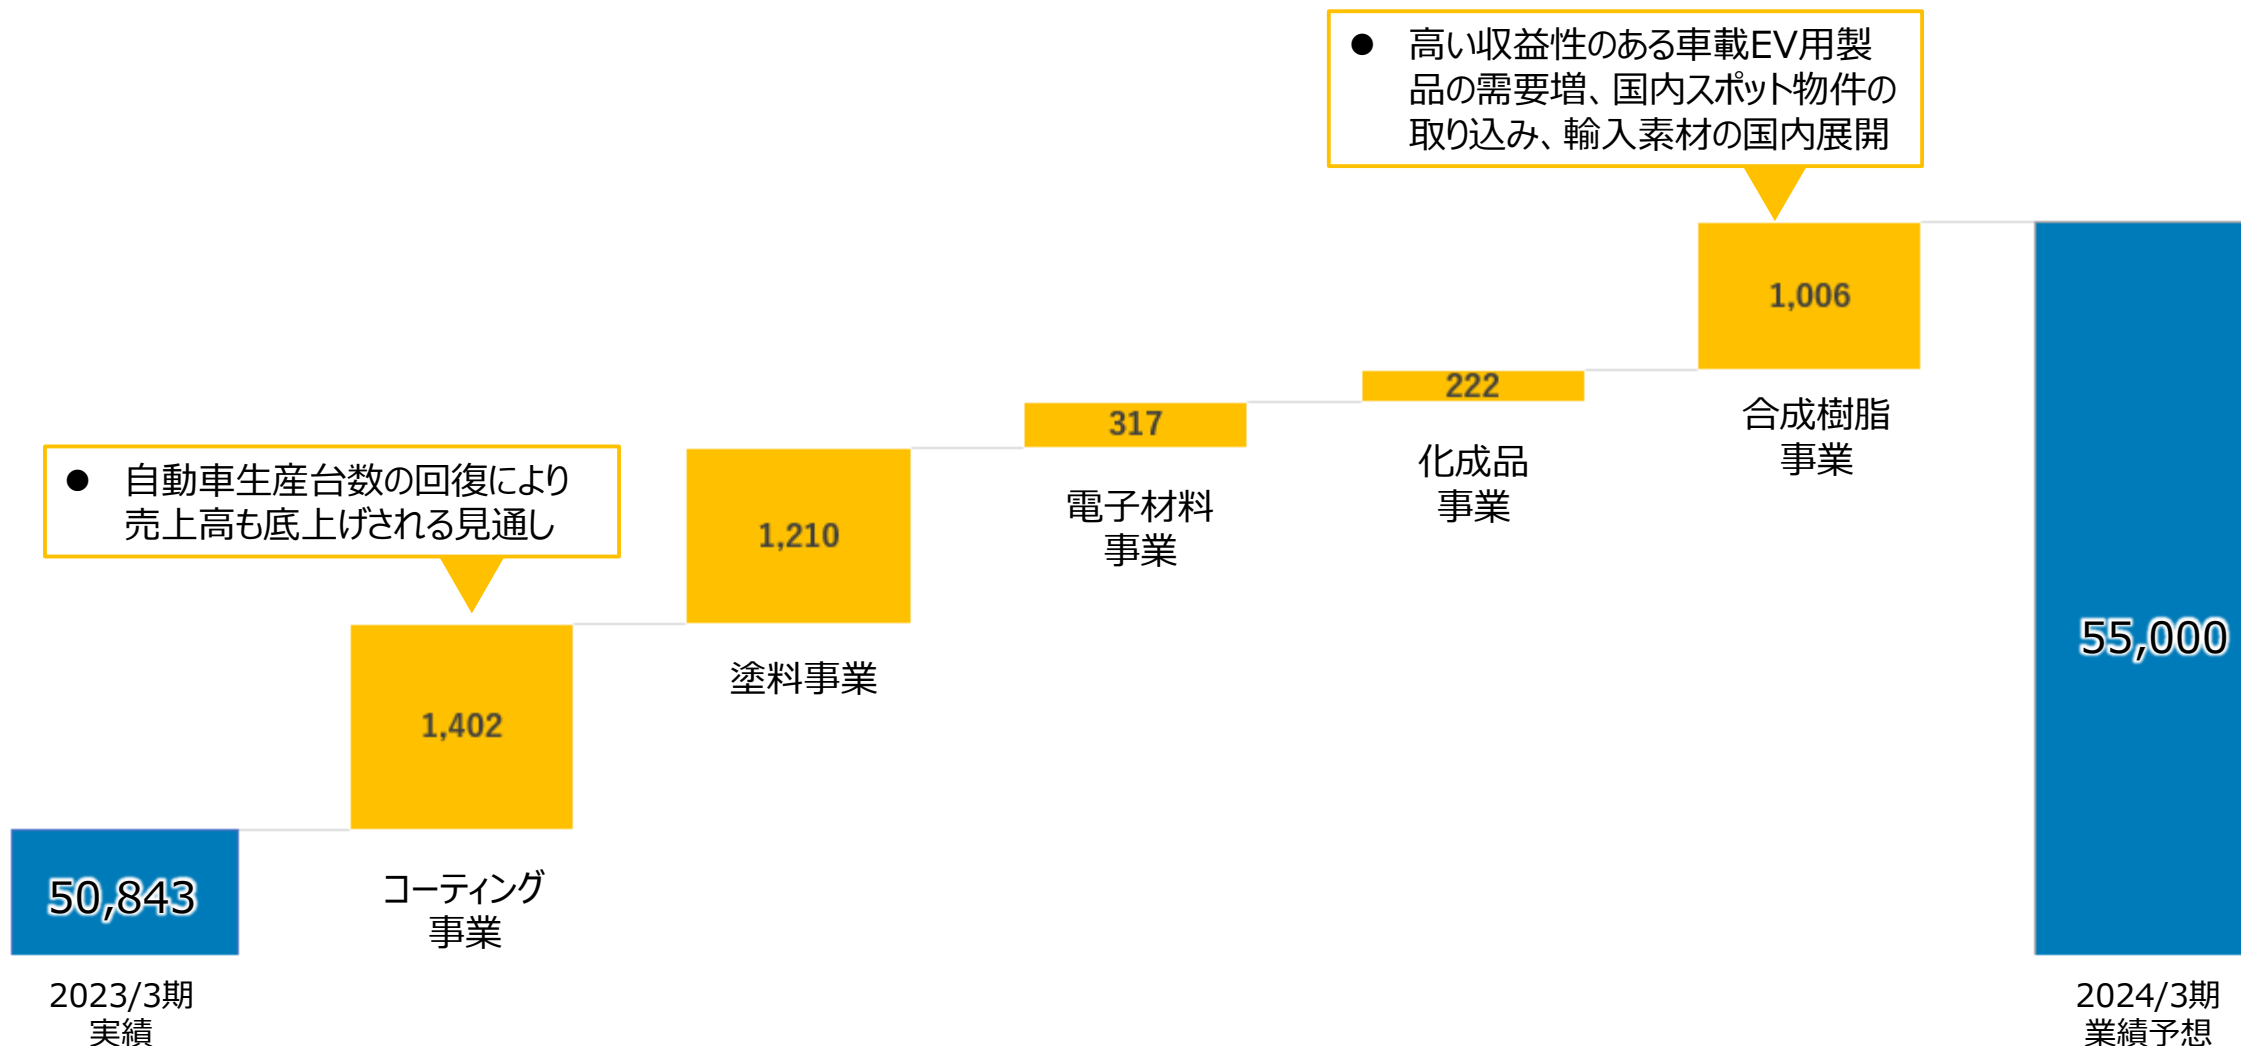 ● 高い収益性のある車載EV用製
品の需要増、国内スポット物件の
取り込み、輸入素材の国内展開
1,006
合成樹脂
事業
222
化成品
事業
317
電子材料
事業
● 自動車生産台数の回復により
売上高も底上げされる見通し
1,210
塗料事業
1,402
コーティング
事業
50,843
2023/3期
実績
55,000
2024/3期
業績予想